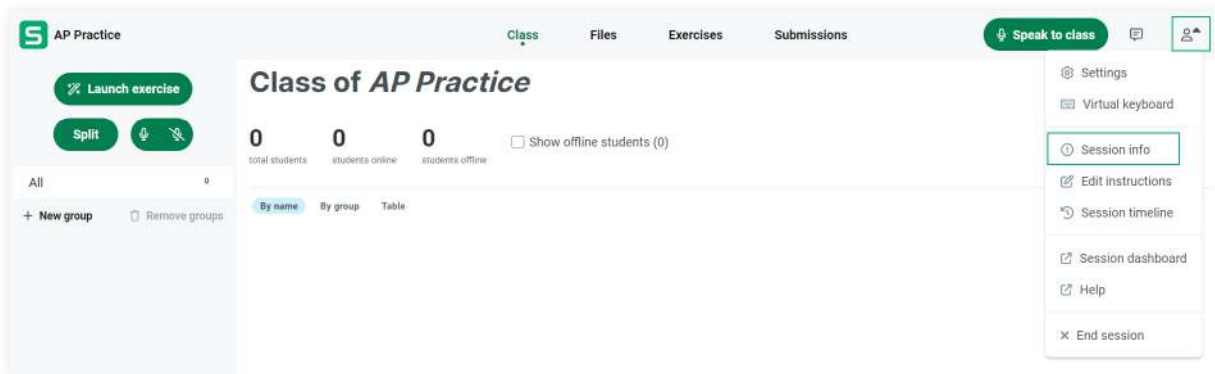 S AP Practice
Class Files Exercises Submissions
Speak to class
Launch exercise
Split
All 0
+ New group Remove groups
Class of AP Practice
0 0 0
total students students online students offline
Show offline students (0)
By name By group Table
Settings
Virtual keyboard
Session info
Edit instructions
Session timeline
Session dashboard
Help
End session